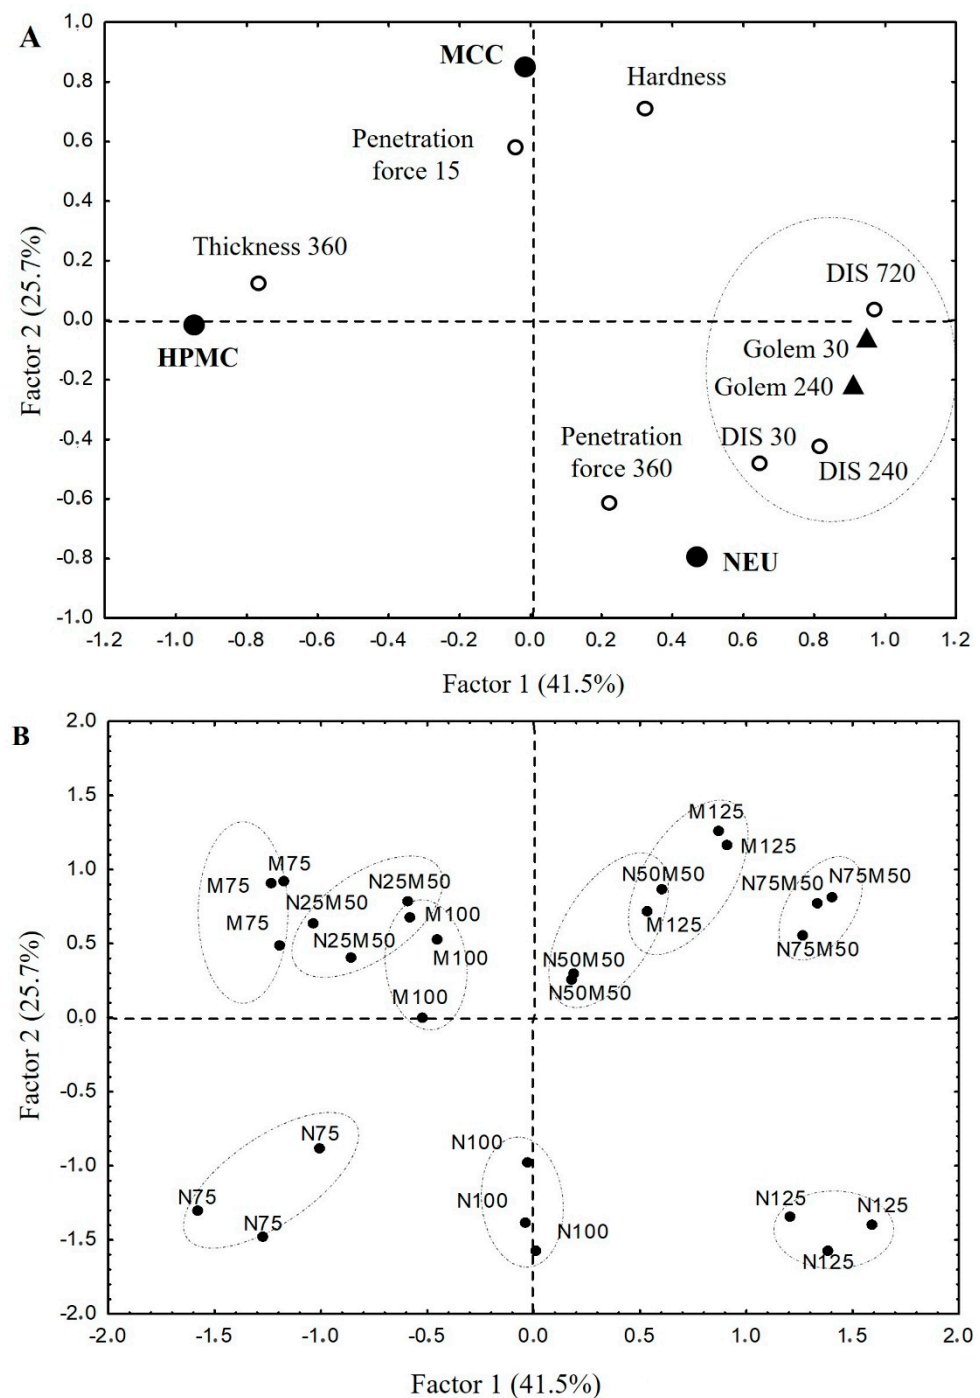 A
1.0
MCC
Hardness
0.8
Penetration
force 15
0.6
0.4
Thickness 360
0.2
DIS 720
0.0
Golem 30
HPMC
-0.2
Golem 240
Penetration
force 360
DIS 30
-0.4
DIS 240
-0.6
-0.8
NEU
-1.0
Factor 2 (25.7%)
-1.2 -1.0 -0.8 -0.6 -0.4 -0.2 0.0 0.2 0.4 0.6 0.8 1.0 1.2
Factor 1 (41.5%)
B
2.0
1.5
M125
M125
1.0
M75
M75
N25M50
N50M50
N75M50
N75M50
M75
N25M50
M100
M125
0.5
N25M50
M100
N75M50
N50M50
M100
N50M50
0.0
-0.5
N75
N100
-1.0
N75
N100
N125
N125
N75
N100
-1.5
N125
-2.0
Factor 2 (25.7%)
-2.0 -1.5 -1.0 -0.5 0.0 0.5 1.0 1.5 2.0
Factor 1 (41.5%)